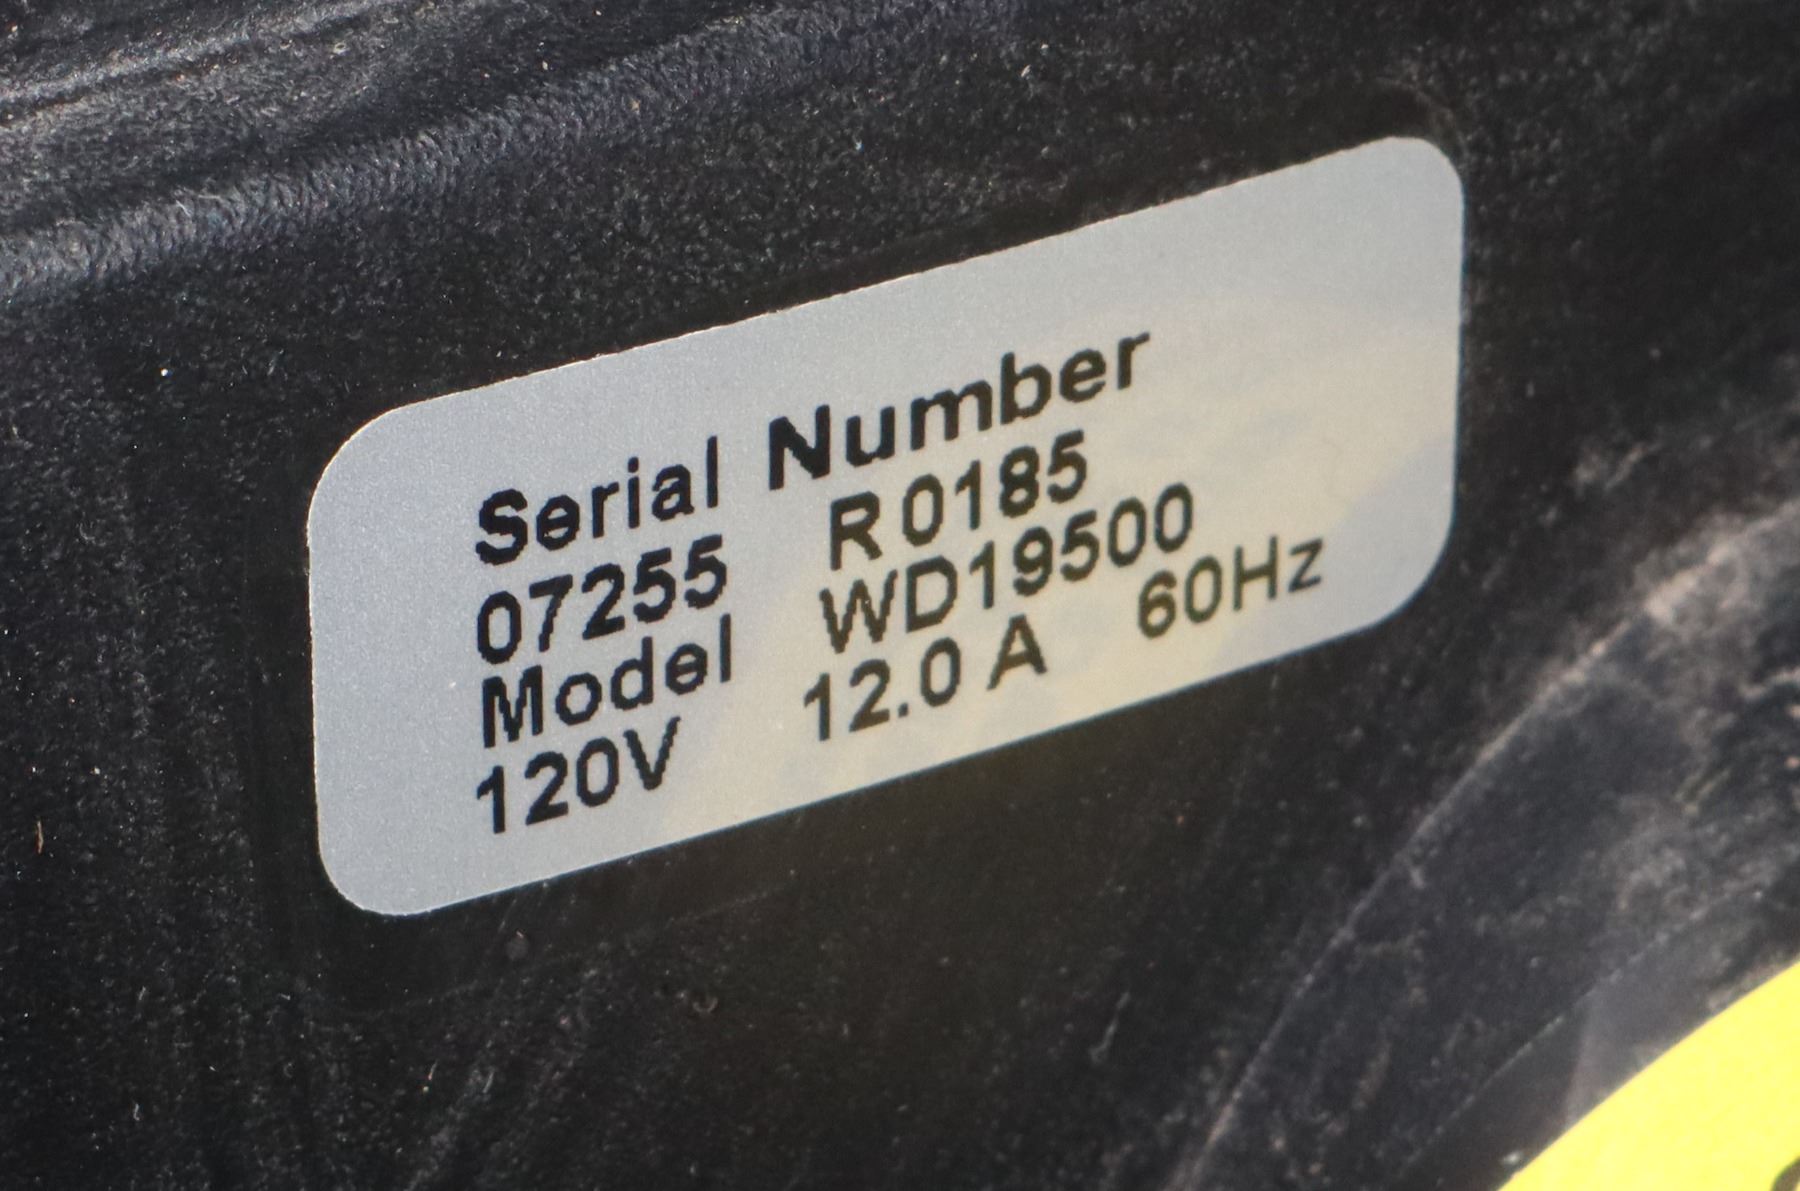 Serial Number
07255 R0185
Model WD19500
120V 12.0 A 60Hz